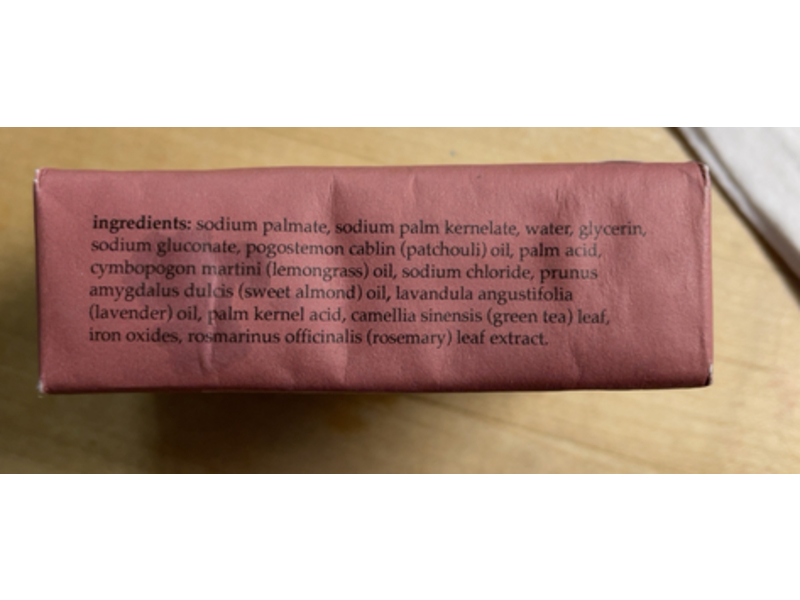 ingredients: sodium palmate, sodium palm kernelate, water, glycerin,
sodium gluconate, pogostemon cablin (patchouli) oil, palm acid,
cymbopogon martini (lemongrass) oil, sodium chloride, prunus
amygdalus dulcis (sweet almond) oil, lavandula angustifolia
(lavender) oil, palm kernel acid, camellia sinensis (green tea) leaf,
iron oxides, rosmarinus officinalis (rosemary) leaf extract.